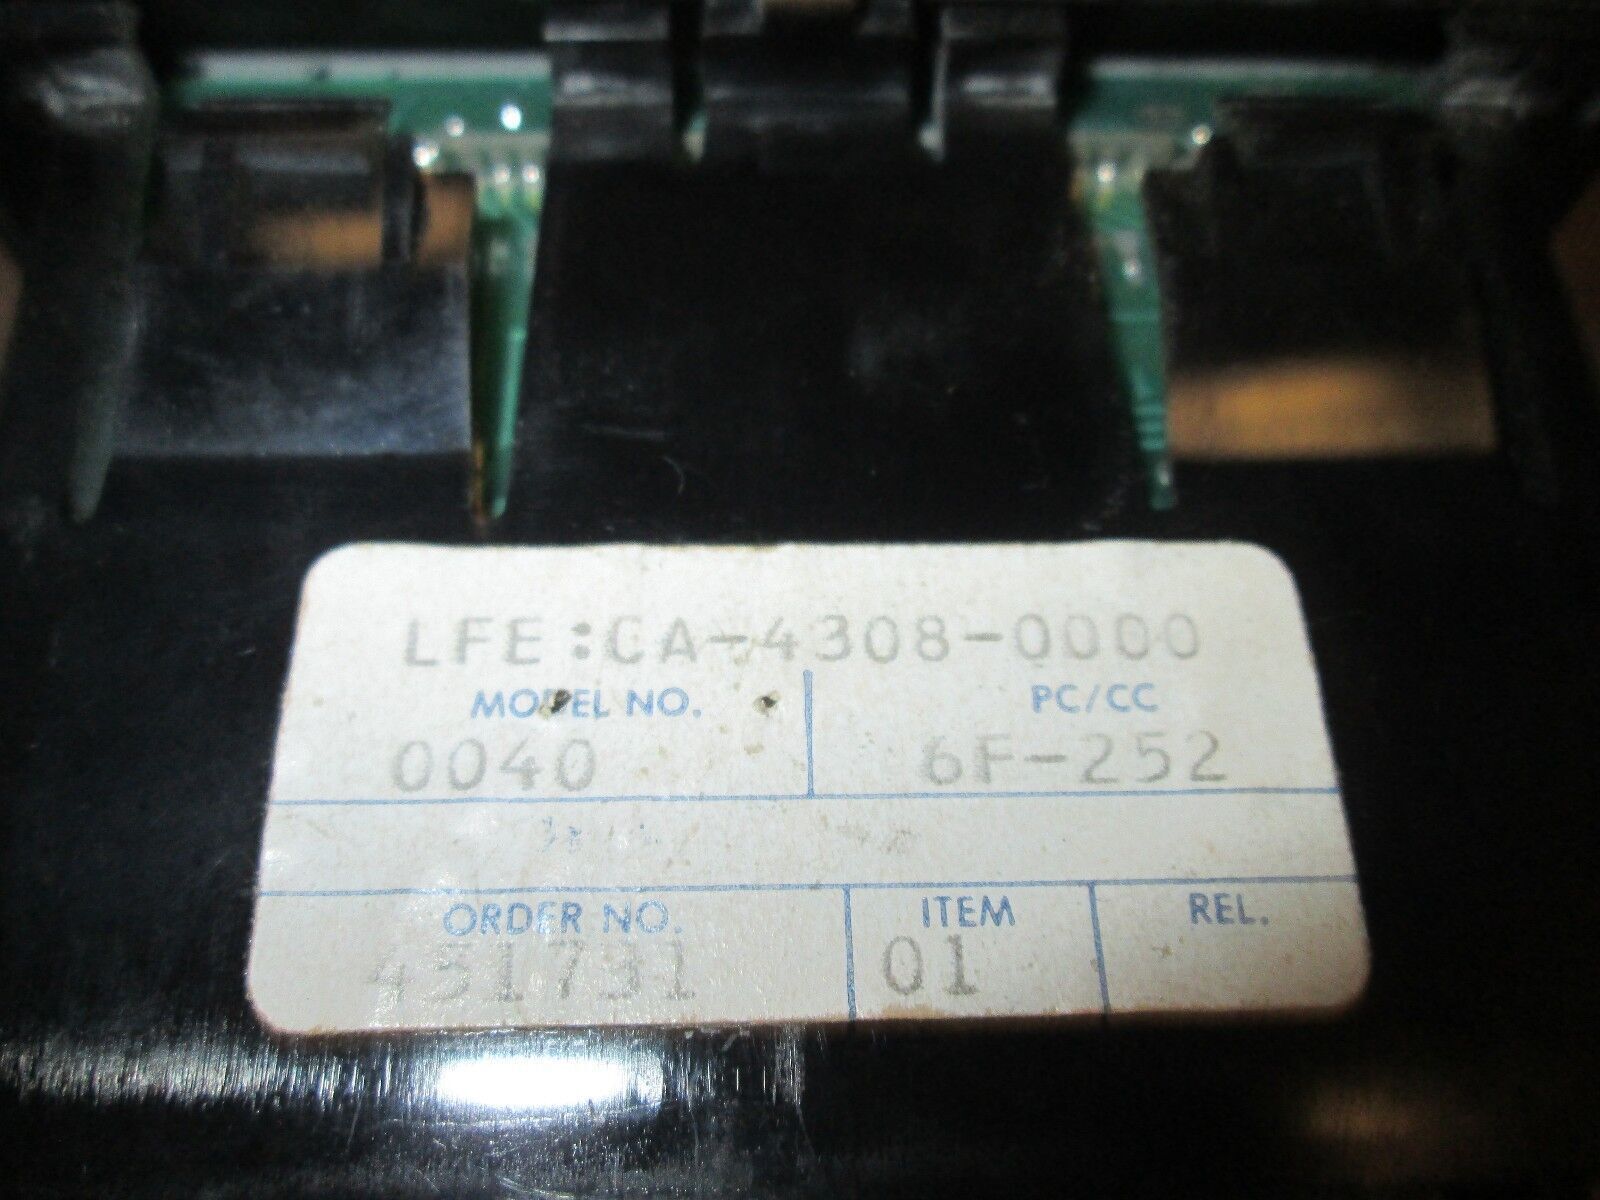 LFE:CA-4308-0000
MODEL NO. PC/CC
0040 6F-252
ORDER NO. ITEM REL.
431731 01